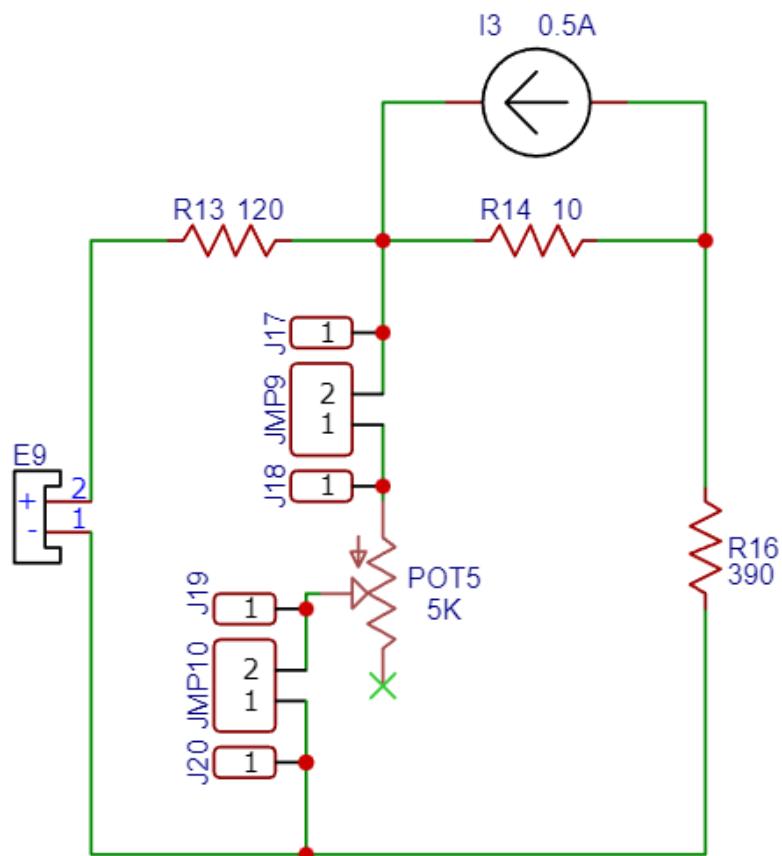 I3 0.5A
R13 120
R14 10
J17
1
JMP9
2
1
J18
1
E9
+ 2
- 1
POT5
5K
R16
390
J19
1
JMP10
2
1
J20
1